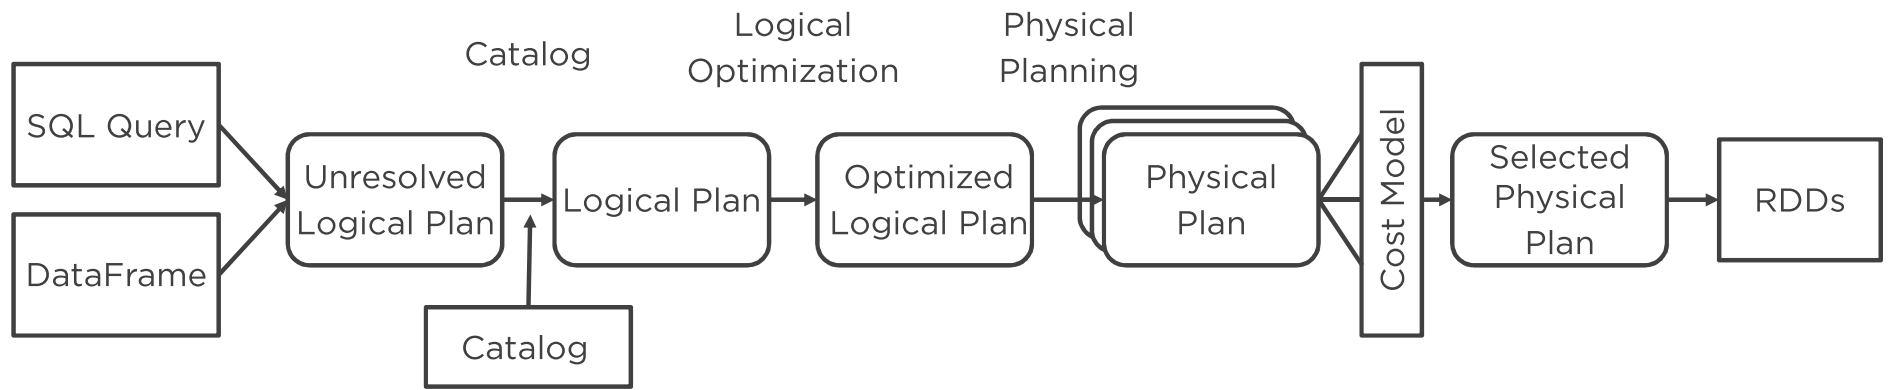 Catalog
Logical
Optimization
Physical
Planning
SQL Query
DataFrame
Unresolved
Logical Plan
Catalog
Logical Plan
Optimized
Logical Plan
Physical
Plan
Cost Model
Selected
Physical
Plan
RDDs